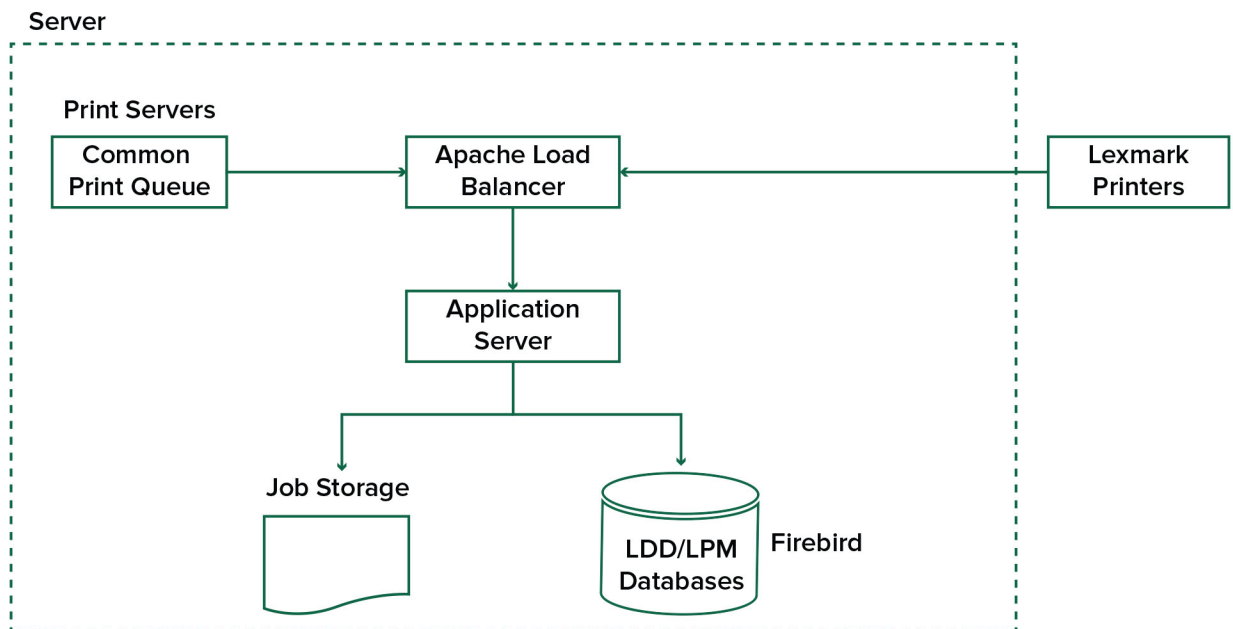 Server
Print Servers
Common
Print Queue
Apache Load
Balancer
Lexmark
Printers
Application
Server
Job Storage
LDD/LPM
Databases
Firebird